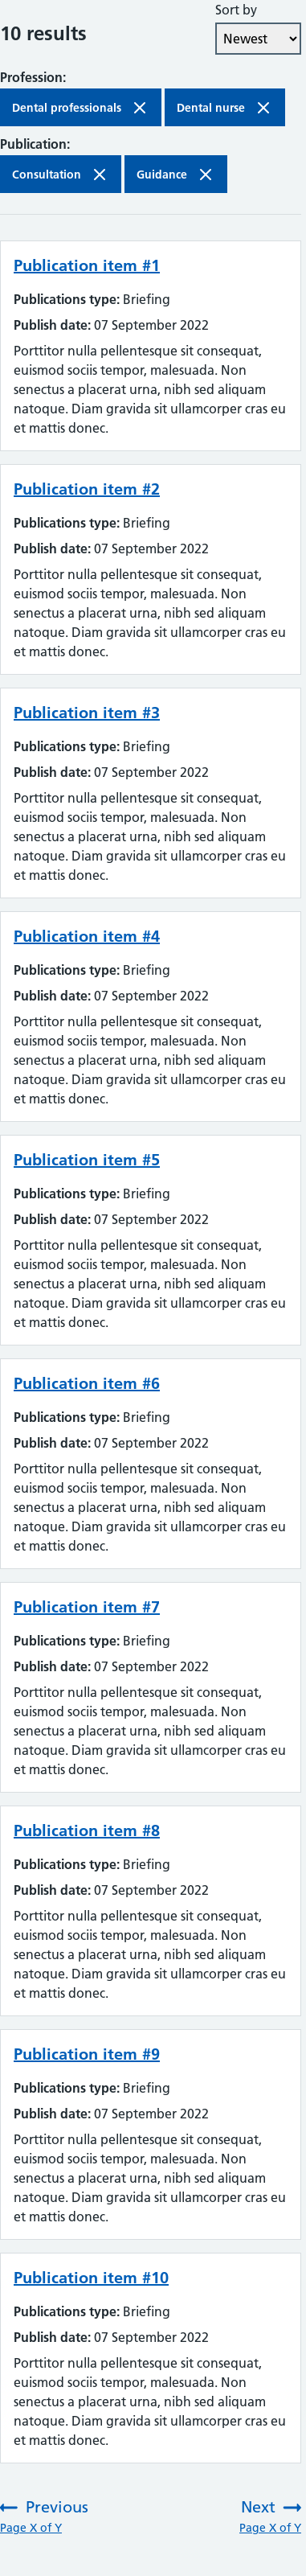 Sort by
10 results
Newest
Profession:
Dental professionals
Dental nurse
Publication:
Consultation
Guidance
Publication item #1
Publications type: Briefing
Publish date: 07 September 2022
Porttitor nulla pellentesque sit consequat,
euismod sociis tempor, malesuada. Non
senectus a placerat urna, nibh sed aliquam
natoque. Diam gravida sit ullamcorper cras eu
et mattis donec.
Publication item #2
Publications type: Briefing
Publish date: 07 September 2022
Porttitor nulla pellentesque sit consequat,
euismod sociis tempor, malesuada. Non
senectus a placerat urna, nibh sed aliquam
natoque. Diam gravida sit ullamcorper cras eu
et mattis donec.
Publication item #3
Publications type: Briefing
Publish date: 07 September 2022
Porttitor nulla pellentesque sit consequat,
euismod sociis tempor, malesuada. Non
senectus a placerat urna, nibh sed aliquam
natoque. Diam gravida sit ullamcorper cras eu
et mattis donec.
Publication item #4
Publications type: Briefing
Publish date: 07 September 2022
Porttitor nulla pellentesque sit consequat,
euismod sociis tempor, malesuada. Non
senectus a placerat urna, nibh sed aliquam
natoque. Diam gravida sit ullamcorper cras eu
et mattis donec.
Publication item #5
Publications type: Briefing
Publish date: 07 September 2022
Porttitor nulla pellentesque sit consequat,
euismod sociis tempor, malesuada. Non
senectus a placerat urna, nibh sed aliquam
natoque. Diam gravida sit ullamcorper cras eu
et mattis donec.
Publication item #6
Publications type: Briefing
Publish date: 07 September 2022
Porttitor nulla pellentesque sit consequat,
euismod sociis tempor, malesuada. Non
senectus a placerat urna, nibh sed aliquam
natoque. Diam gravida sit ullamcorper cras eu
et mattis donec.
Publication item #7
Publications type: Briefing
Publish date: 07 September 2022
Porttitor nulla pellentesque sit consequat,
euismod sociis tempor, malesuada. Non
senectus a placerat urna, nibh sed aliquam
natoque. Diam gravida sit ullamcorper cras eu
et mattis donec.
Publication item #8
Publications type: Briefing
Publish date: 07 September 2022
Porttitor nulla pellentesque sit consequat,
euismod sociis tempor, malesuada. Non
senectus a placerat urna, nibh sed aliquam
natoque. Diam gravida sit ullamcorper cras eu
et mattis donec.
Publication item #9
Publications type: Briefing
Publish date: 07 September 2022
Porttitor nulla pellentesque sit consequat,
euismod sociis tempor, malesuada. Non
senectus a placerat urna, nibh sed aliquam
natoque. Diam gravida sit ullamcorper cras eu
et mattis donec.
Publication item #10
Publications type: Briefing
Publish date: 07 September 2022
Porttitor nulla pellentesque sit consequat,
euismod sociis tempor, malesuada. Non
senectus a placerat urna, nibh sed aliquam
natoque. Diam gravida sit ullamcorper cras eu
et mattis donec.
Previous
Page X of Y
Next
Page X of Y